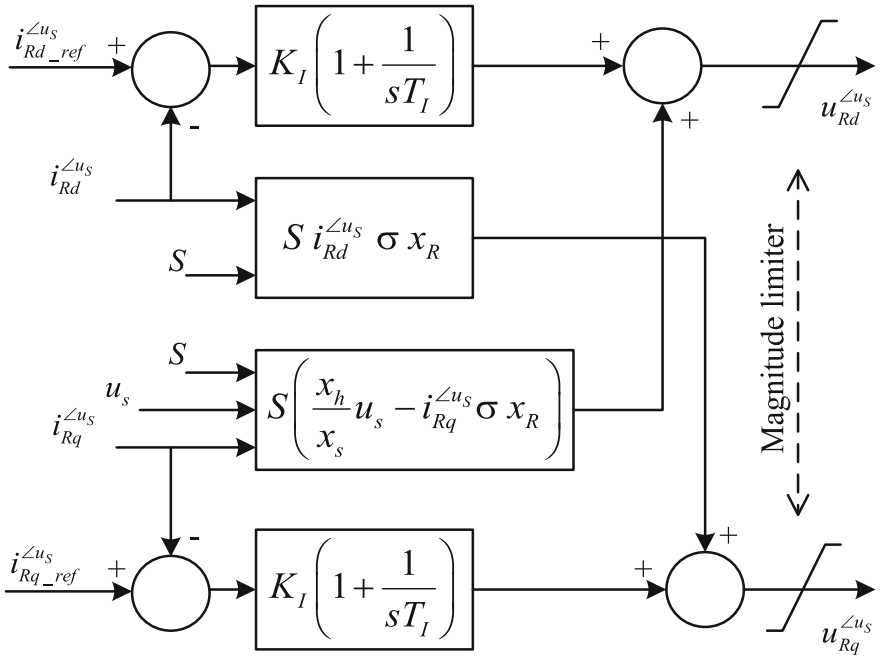 i_{Rd_ref}^{∠u_S} + K_I(1 + 1/(sT_I)) +
- + u_{Rd}^{∠u_S}
i_{Rd}^{∠u_S}
S i_{Rd}^{∠u_S} σ x_R
S
Magnitude limiter
S
u_s
S(x_h/x_s u_s − i_{Rq}^{∠u_S} σ x_R)
i_{Rq}^{∠u_S}
- +
i_{Rq_ref}^{∠u_S} + K_I(1 + 1/(sT_I)) +
u_{Rq}^{∠u_S}